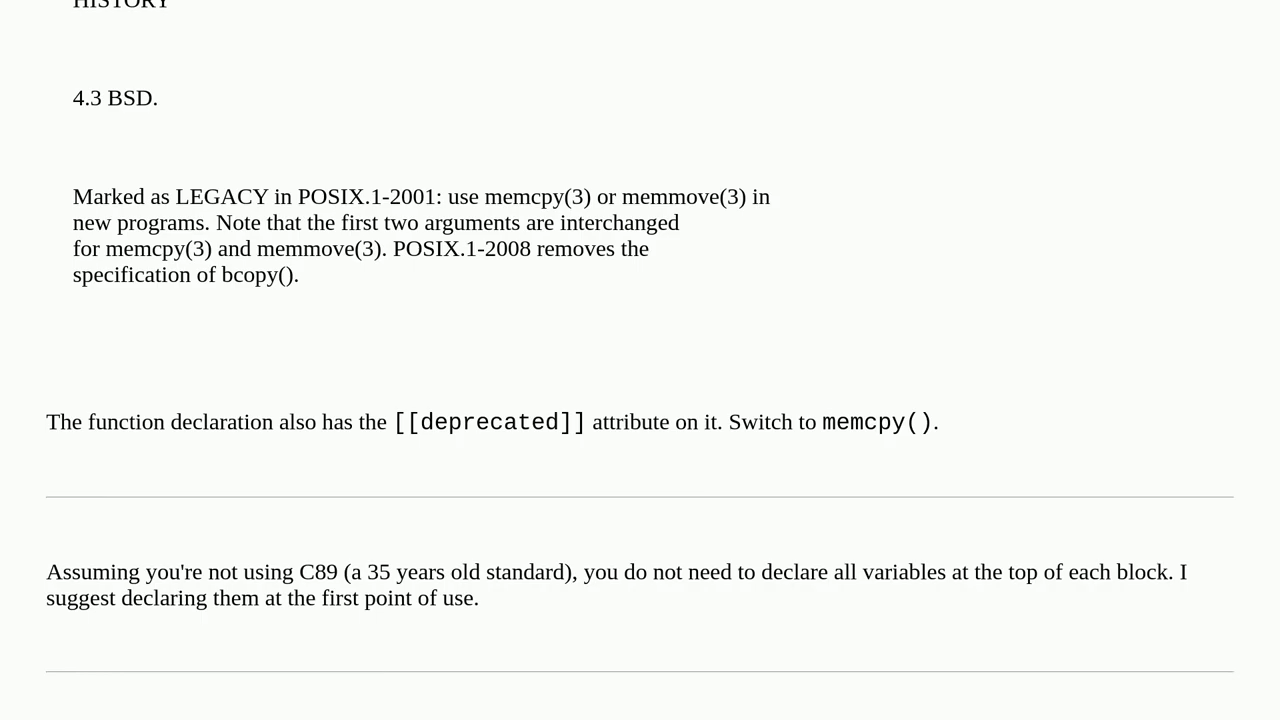 HISTORY
4.3 BSD.
Marked as LEGACY in POSIX.1-2001: use memcpy(3) or memmove(3) in
new programs. Note that the first two arguments are interchanged
for memcpy(3) and memmove(3). POSIX.1-2008 removes the
specification of bcopy().
The function declaration also has the [[deprecated]] attribute on it. Switch to memcpy().
Assuming you're not using C89 (a 35 years old standard), you do not need to declare all variables at the top of each block. I
suggest declaring them at the first point of use.